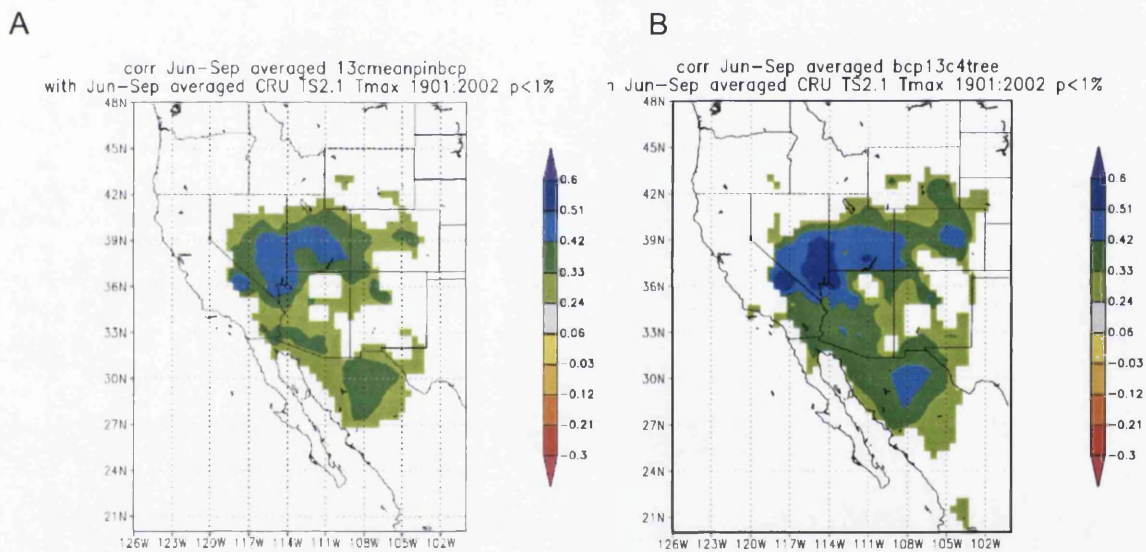 A
B
corr Jun-Sep averaged 13cmeanpinbcp
with Jun-Sep averaged CRU TS2.1 Tmax 1901:2002 p<1%
48N
45N
42N
39N
36N
33N
30N
27N
24N
21N
126W 123W 120W 117W 114W 111W 108W 105W 102W
0.6
0.51
0.42
0.33
0.24
0.06
-0.03
-0.12
-0.21
-0.3
corr Jun-Sep averaged bcp13c4tree
Jun-Sep averaged CRU TS2.1 Tmax 1901:2002 p<1%
48N
45N
42N
39N
36N
33N
30N
27N
24N
21N
126W 123W 120W 117W 114W 111W 108W 105W 102W
0.6
0.51
0.42
0.33
0.24
0.06
-0.03
-0.12
-0.21
-0.3